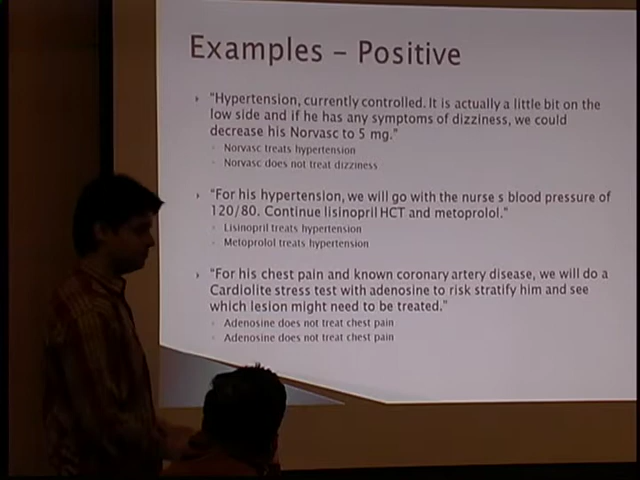 Examples – Positive
"Hypertension, currently controlled. It is actually a little bit on the
low side and if he has any symptoms of dizziness, we could
decrease his Norvasc to 5 mg."
Norvasc treats hypertension
Norvasc does not treat dizziness
"For his hypertension, we will go with the nurse s blood pressure of
120/80. Continue lisinopril HCT and metoprolol."
Lisinopril treats hypertension
Metoprolol treats hypertension
"For his chest pain and known coronary artery disease, we will do a
Cardiolite stress test with adenosine to risk stratify him and see
which lesion might need to be treated."
Adenosine does not treat chest pain
Adenosine does not treat chest pain